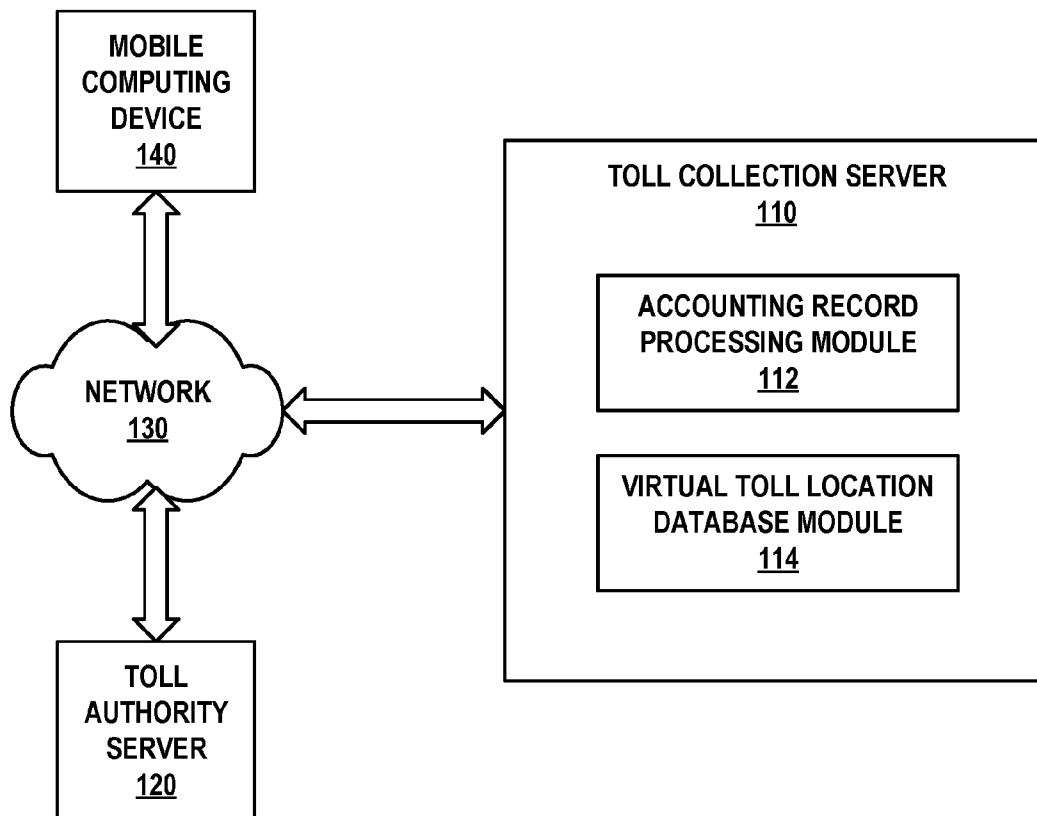 MOBILE
COMPUTING
DEVICE
140
TOLL COLLECTION SERVER
110
ACCOUNTING RECORD
PROCESSING MODULE
112
NETWORK
130
VIRTUAL TOLL LOCATION
DATABASE MODULE
114
TOLL
AUTHORITY
SERVER
120